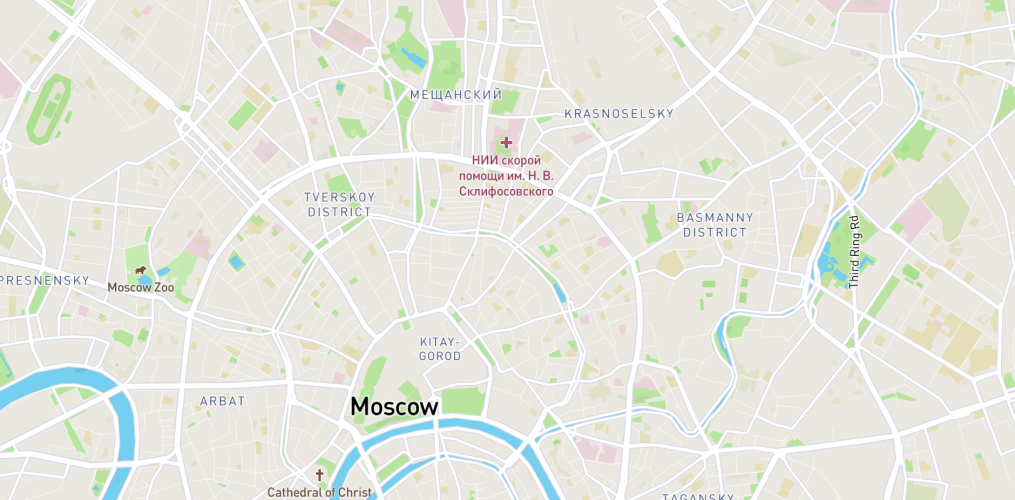 МЕЩАНСКИЙ
KRASNOSELSKY
НИИ скорой
помощи им. Н. В.
Склифосовского
TVERSKOY
DISTRICT
BASMANNY
DISTRICT
Third Ring Rd
PRESNENSKY
Moscow Zoo
KITAY-
GOROD
ARBAT
Moscow
Cathedral of Christ
TAGANSKY